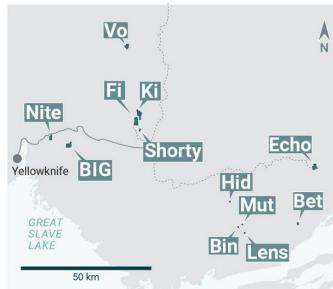 Vo
N
Fi
Ki
Nite
Shorty
Echo
BIG
Yellowknife
Hid
Mut
Bet
GREAT
SLAVE
LAKE
Bin
Lens
50 km